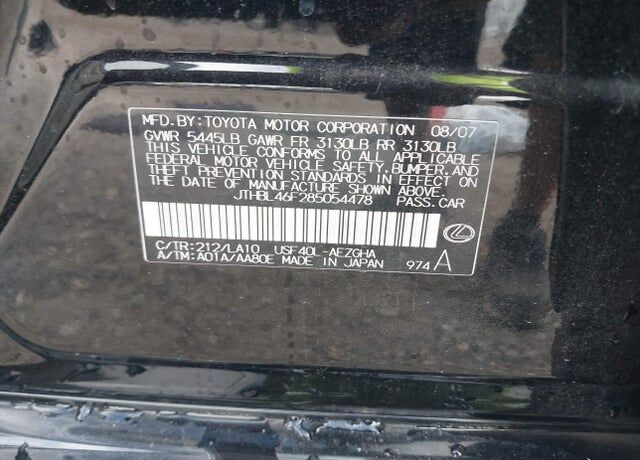 MFD.BY:TOYOTA MOTOR CORPORATION 08/07
GVWR 5445LB GAWR FR 3130LB RR 3130LB
THIS VEHICLE CONFORMS TO ALL APPLICABLE
FEDERAL MOTOR VEHICLE SAFETY,BUMPER,AND
THEFT PREVENTION STANDARDS IN EFFECT ON
THE DATE OF MANUFACTURE SHOWN ABOVE.
JTHBL46F285054478 PASS.CAR
C/TR:212/LA10 USF40L-AEZGHA
A/TM:A01A/AA80E MADE IN JAPAN 974 A